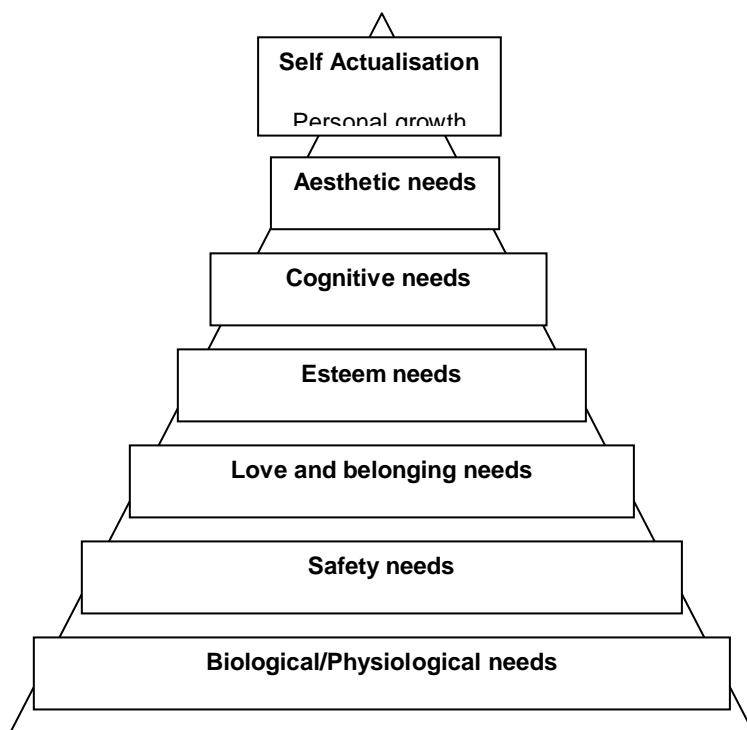 Self Actualisation
Personal growth
Aesthetic needs
Cognitive needs
Esteem needs
Love and belonging needs
Safety needs
Biological/Physiological needs